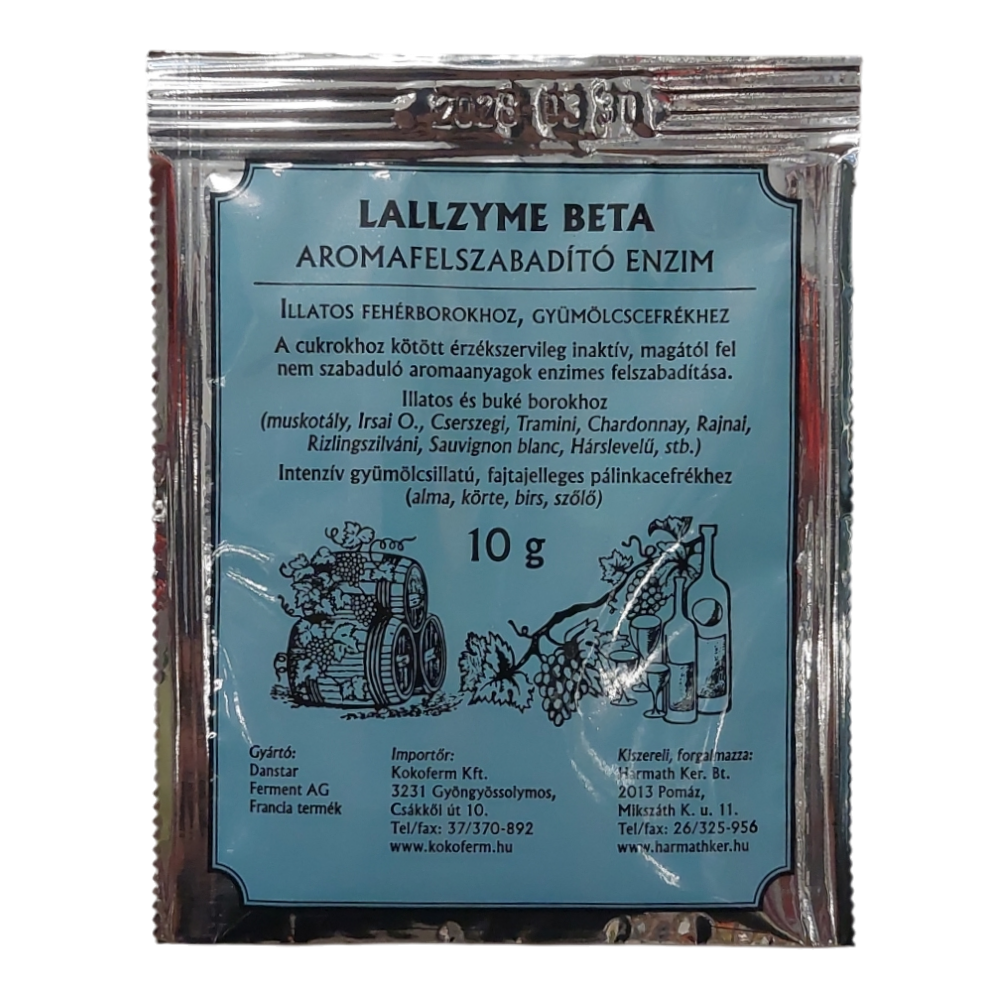 LALLZYME BETA
AROMAFELSZABADÍTÓ ENZIM
ILLATOS FEHÉRBOROKHOZ, GYÜMÖLCSCEFRÉKHEZ
A cukrokhoz kötött érzékszervileg inaktív, magától fel
nem szabaduló aromaanyagok enzimes felszabadítása.
Illatos és buké borokhoz
(muskotály, Irsai O., Cserszegi, Tramini, Chardonnay, Rajnai,
Rizlingszilváni, Sauvignon blanc, Hárslevelű, stb.)
Intenzív gyümölcsillatú, fajtajelleges pálinkacefrékhez
(alma, körte, birs, szőlő)
10 g
Gyártó:
Danstar
Ferment AG
Francia termék
Importőr:
Kokoferm Kft.
3231 Gyöngyössolymos,
Csákkői út 10.
Tel/fax: 37/370-892
www.kokoferm.hu
Kiszereli, forgalmazza:
Harmath Ker. Bt.
2013 Pomáz,
Mikszáth K. u. 11.
Tel/fax: 26/325-956
www.harmathker.hu